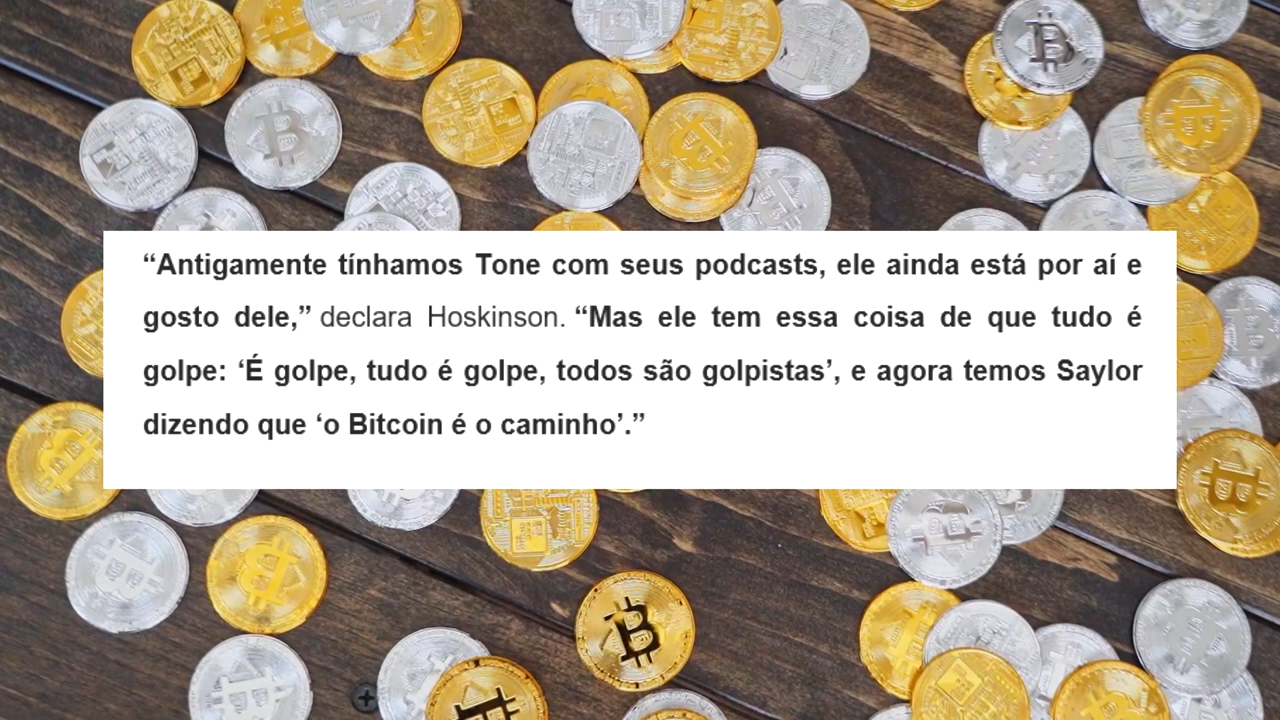 “Antigamente tínhamos Tone com seus podcasts, ele ainda está por aí e
gosto dele,” declara Hoskinson. “Mas ele tem essa coisa de que tudo é
golpe: ‘É golpe, tudo é golpe, todos são golpistas’, e agora temos Saylor
dizendo que ‘o Bitcoin é o caminho’.”